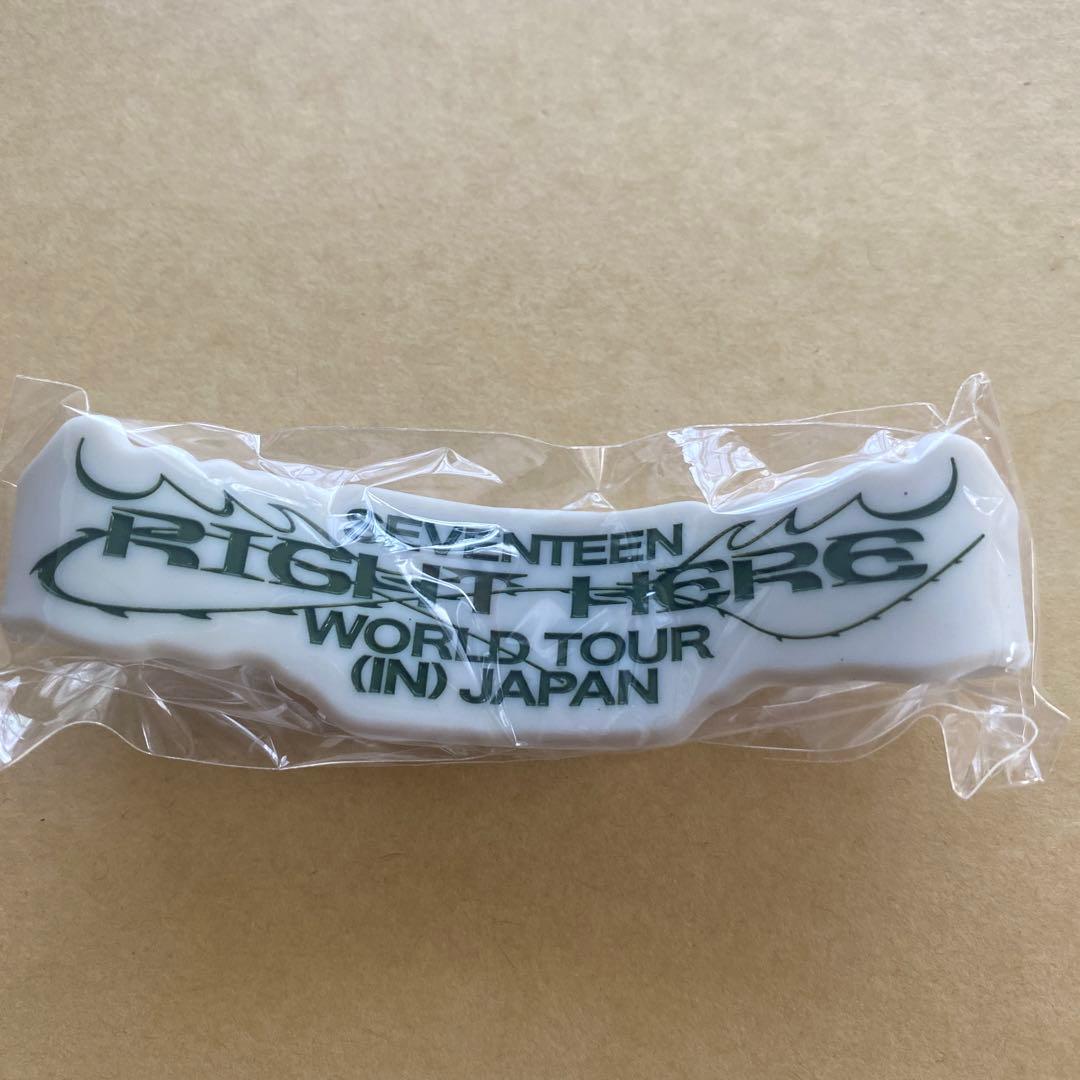 SEVENTEEN
RIGHT HERE
WORLD TOUR
(IN) JAPAN